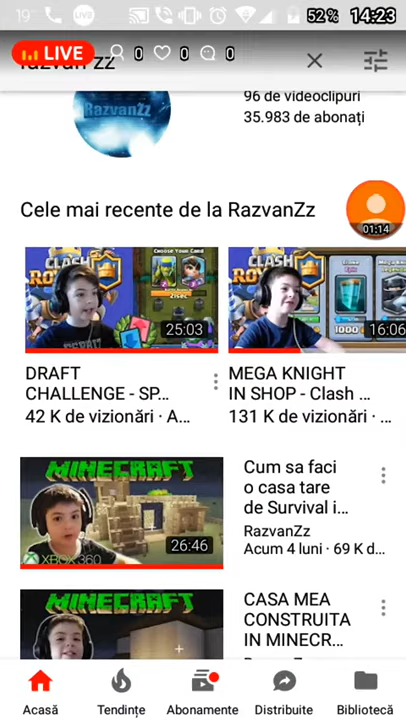 19° 52% 14:23
LIVE 0 0 0
razvan zz
RazvanZz
96 de videoclipuri
35.983 de abonați
Cele mai recente de la RazvanZz
01:14
CLASH
Choose Your Card
25:03
CLASH
1000
16:06
DRAFT
CHALLENGE - SP...
42 K de vizionări · A...
MEGA KNIGHT
IN SHOP - Clash ...
131 K de vizionări · ...
MINECRAFT
XBOX 360
26:46
Cum sa faci
o casa tare
de Survival i...
RazvanZz
Acum 4 luni · 69 K d...
MINECRAFT
CASA MEA
CONSTRUITA
IN MINECR...
Acasă
Tendințe
Abonamente
Distribuite
Bibliotecă